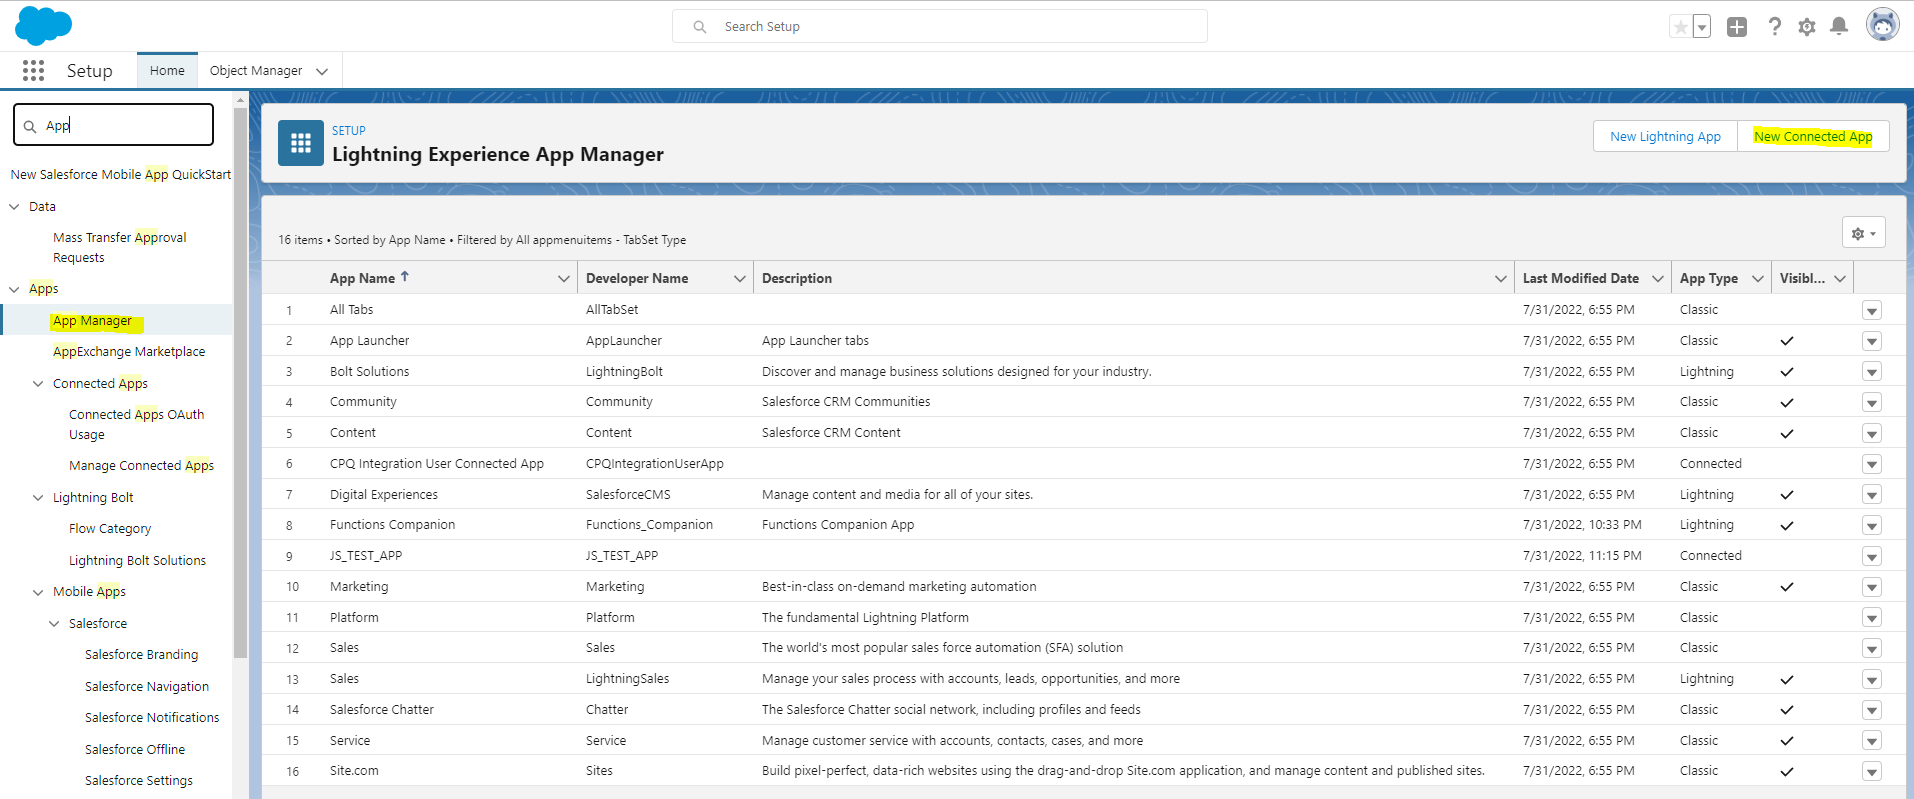 Search Setup
Setup
Home
Object Manager
App
New Salesforce Mobile App QuickStart
Data
Mass Transfer Approval
Requests
Apps
App Manager
AppExchange Marketplace
Connected Apps
Connected Apps OAuth
Usage
Manage Connected Apps
Lightning Bolt
Flow Category
Lightning Bolt Solutions
Mobile Apps
Salesforce
Salesforce Branding
Salesforce Navigation
Salesforce Notifications
Salesforce Offline
Salesforce Settings
SETUP
Lightning Experience App Manager
New Lightning App
New Connected App
16 items • Sorted by App Name • Filtered by All appmenuitems - TabSet Type
App Name Developer Name Description Last Modified Date App Type Visibl...
1 All Tabs AllTabSet 7/31/2022, 6:55 PM Classic
2 App Launcher AppLauncher App Launcher tabs 7/31/2022, 6:55 PM Classic
3 Bolt Solutions LightningBolt Discover and manage business solutions designed for your industry. 7/31/2022, 6:55 PM Lightning
4 Community Community Salesforce CRM Communities 7/31/2022, 6:55 PM Classic
5 Content Content Salesforce CRM Content 7/31/2022, 6:55 PM Classic
6 CPQ Integration User Connected App CPQIntegrationUserApp 7/31/2022, 6:55 PM Connected
7 Digital Experiences SalesforceCMS Manage content and media for all of your sites. 7/31/2022, 6:55 PM Lightning
8 Functions Companion Functions_Companion Functions Companion App 7/31/2022, 10:33 PM Lightning
9 JS_TEST_APP JS_TEST_APP 7/31/2022, 11:15 PM Connected
10 Marketing Marketing Best-in-class on-demand marketing automation 7/31/2022, 6:55 PM Classic
11 Platform Platform The fundamental Lightning Platform 7/31/2022, 6:55 PM Classic
12 Sales Sales The world's most popular sales force automation (SFA) solution 7/31/2022, 6:55 PM Classic
13 Sales LightningSales Manage your sales process with accounts, leads, opportunities, and more 7/31/2022, 6:55 PM Lightning
14 Salesforce Chatter Chatter The Salesforce Chatter social network, including profiles and feeds 7/31/2022, 6:55 PM Classic
15 Service Service Manage customer service with accounts, contacts, cases, and more 7/31/2022, 6:55 PM Classic
16 Site.com Sites Build pixel-perfect, data-rich websites using the drag-and-drop Site.com application, and manage content and published sites. 7/31/2022, 6:55 PM Classic